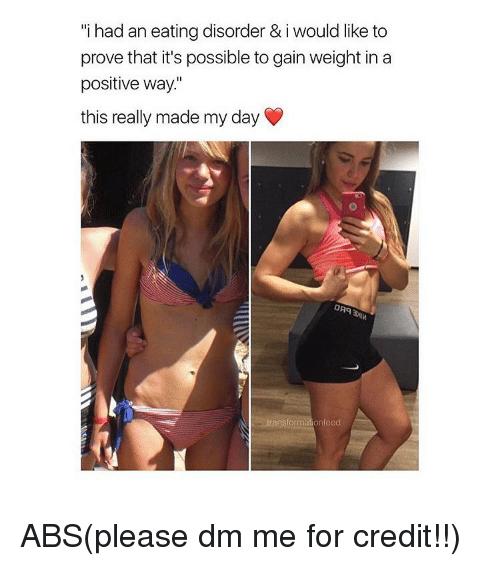 "i had an eating disorder & i would like to
prove that it's possible to gain weight in a
positive way."
this really made my day ❤️
NIKE PRO
transformationfeed
ABS(please dm me for credit!!)